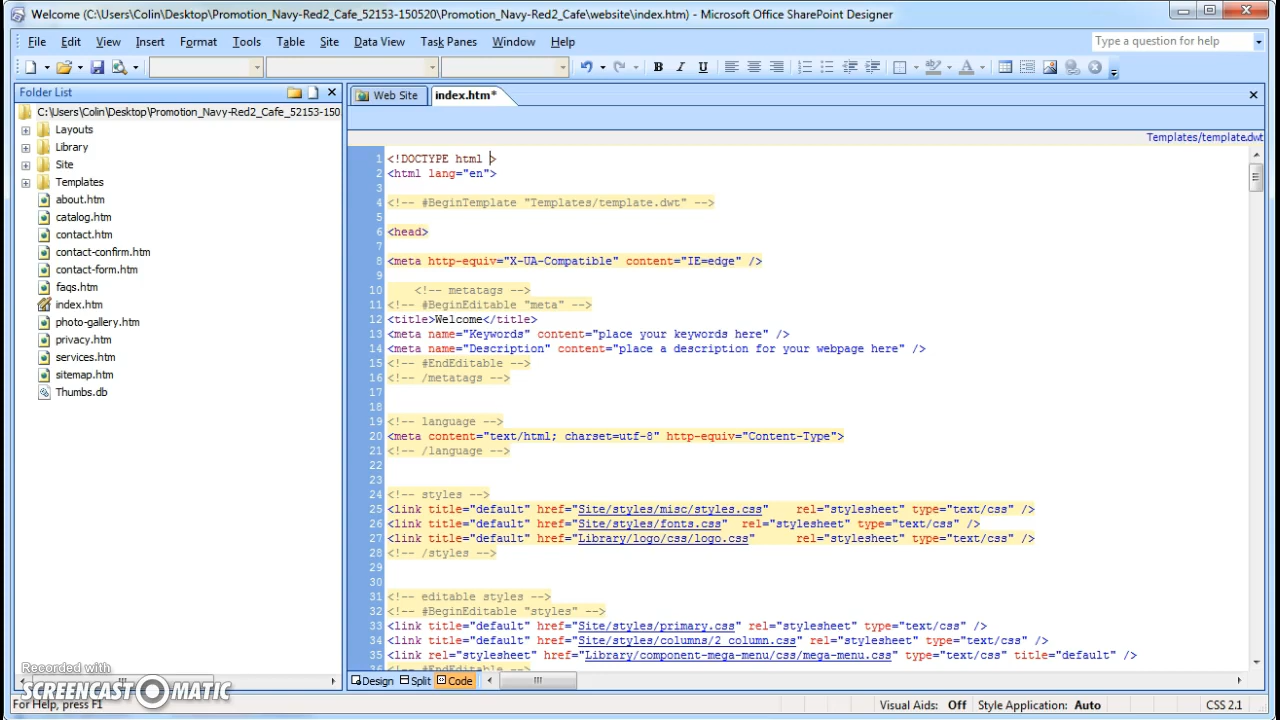 Welcome (C:\Users\Colin\Desktop\Promotion_Navy-Red2_Cafe_52153-150520\Promotion_Navy-Red2_Cafe\website\index.htm) - Microsoft Office SharePoint Designer
File Edit View Insert Format Tools Table Site Data View Task Panes Window Help
Type a question for help
B I U A
Folder List
C:\Users\Colin\Desktop\Promotion_Navy-Red2_Cafe_52153-150
Layouts
Library
Site
Templates
about.htm
catalog.htm
contact.htm
contact-confirm.htm
contact-form.htm
faqs.htm
index.htm
photo-gallery.htm
privacy.htm
services.htm
sitemap.htm
Thumbs.db
Web Site index.htm*
Templates/template.dwt
1 <!DOCTYPE html >
2 <html lang="en">
3
4 <!-- #BeginTemplate "Templates/template.dwt" -->
5
6 <head>
7
8 <meta http-equiv="X-UA-Compatible" content="IE=edge" />
9
10 <!-- metatags -->
11 <!-- #BeginEditable "meta" -->
12 <title>Welcome</title>
13 <meta name="Keywords" content="place your keywords here" />
14 <meta name="Description" content="place a description for your webpage here" />
15 <!-- #EndEditable -->
16 <!-- /metatags -->
17
18
19 <!-- language -->
20 <meta content="text/html; charset=utf-8" http-equiv="Content-Type">
21 <!-- /language -->
22
23
24 <!-- styles -->
25 <link title="default" href="Site/styles/misc/styles.css" rel="stylesheet" type="text/css" />
26 <link title="default" href="Site/styles/fonts.css" rel="stylesheet" type="text/css" />
27 <link title="default" href="Library/logo/css/logo.css" rel="stylesheet" type="text/css" />
28 <!-- /styles -->
29
30
31 <!-- editable styles -->
32 <!-- #BeginEditable "styles" -->
33 <link title="default" href="Site/styles/primary.css" rel="stylesheet" type="text/css" />
34 <link title="default" href="Site/styles/columns/2_column.css" rel="stylesheet" type="text/css" />
35 <link rel="stylesheet" href="Library/component-mega-menu/css/mega-menu.css" type="text/css" title="default" />
36 <!-- #EndEditable -->
Design Split Code
Recorded with
SCREENCAST MATIC
For Help, press F1
Visual Aids: Off Style Application: Auto CSS 2.1